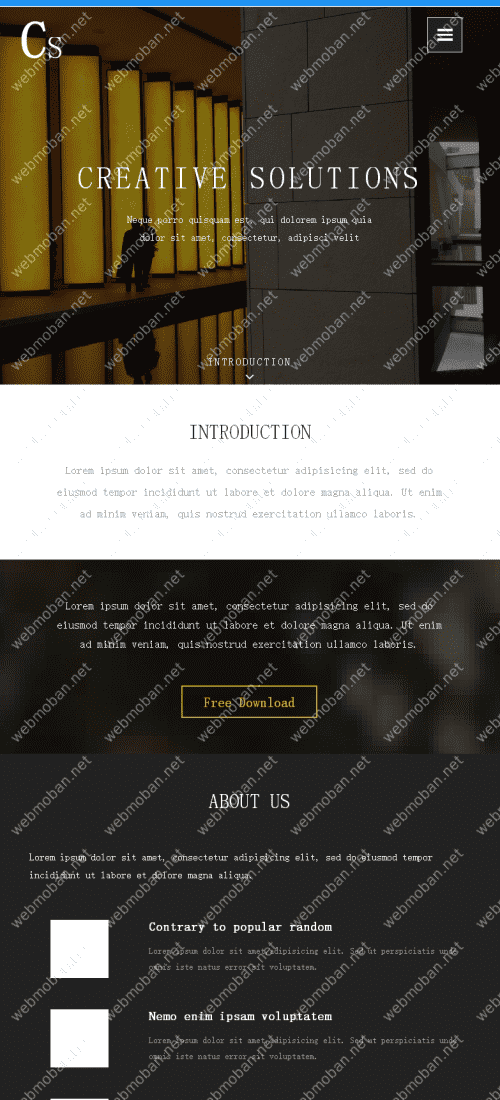 CS
CREATIVE SOLUTIONS
Neque porro quisquam est, qui dolorem ipsum quia
dolor sit amet, consectetur, adipisci velit
INTRODUCTION
INTRODUCTION
Lorem ipsum dolor sit amet, consectetur adipisicing elit, sed do
eiusmod tempor incididunt ut labore et dolore magna aliqua. Ut enim
ad minim veniam, quis nostrud exercitation ullamco laboris.
Lorem ipsum dolor sit amet, consectetur adipisicing elit, sed do
eiusmod tempor incididunt ut labore et dolore magna aliqua. Ut enim
ad minim veniam, quis nostrud exercitation ullamco laboris.
Free Download
ABOUT US
Lorem ipsum dolor sit amet, consectetur adipisicing elit, sed do eiusmod tempor
incididunt ut labore et dolore magna aliqua.
Contrary to popular random
Lorem ipsum dolor sit amet adipisicing elit. Sed ut perspiciatis unde
omnis iste natus error sit voluptatem.
Nemo enim ipsam voluptatem
Lorem ipsum dolor sit amet adipisicing elit. Sed ut perspiciatis unde
omnis iste natus error sit voluptatem.
webmoban.net